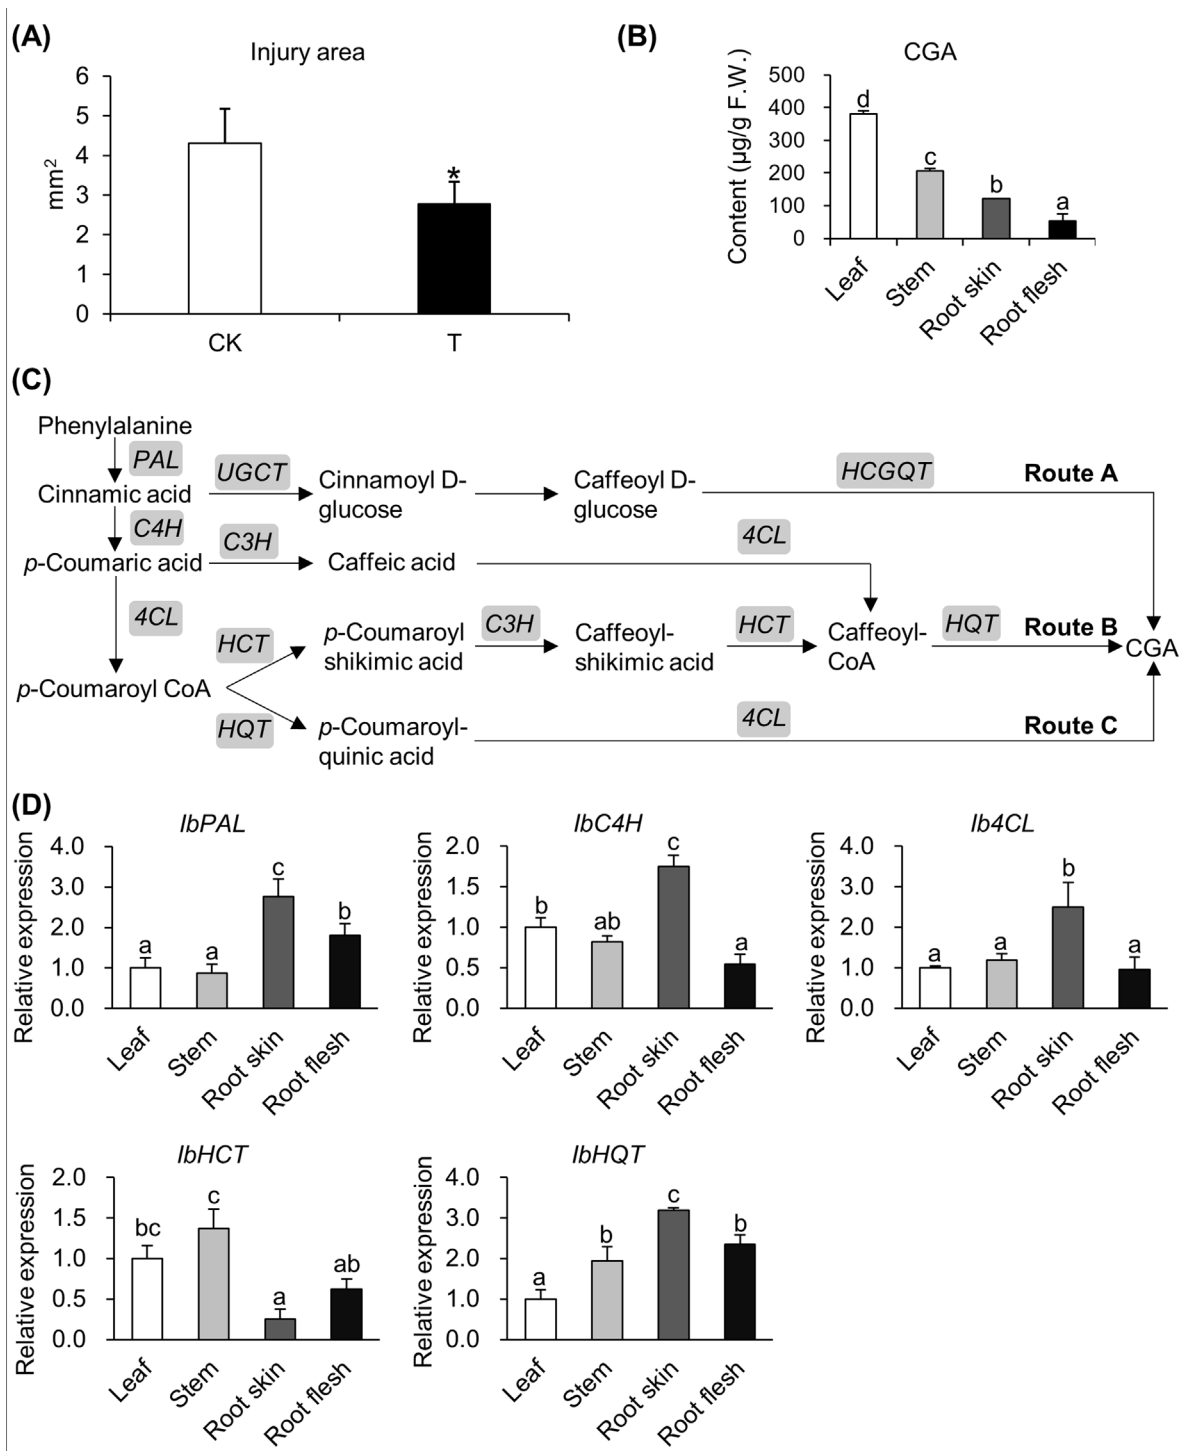 (A)
Injury area
mm²
6
5
4
3
2
1
0
*
CK
T
(B)
CGA
Content (µg/g F.W.)
500
400
300
200
100
0
d
c
b
a
Leaf
Stem
Root skin
Root flesh
(C)
Phenylalanine
PAL
Cinnamic acid
UGCT
Cinnamoyl D-
glucose
Caffeoyl D-
glucose
HCGQT
Route A
C4H
p-Coumaric acid
C3H
Caffeic acid
4CL
4CL
HCT
p-Coumaroyl
shikimic acid
C3H
Caffeoyl-
shikimic acid
HCT
Caffeoyl-
CoA
HQT
Route B
CGA
p-Coumaroyl CoA
HQT
p-Coumaroyl-
quinic acid
4CL
Route C
(D)
IbPAL
Relative expression
4.0
3.0
2.0
1.0
0.0
a
a
c
b
Leaf
Stem
Root skin
Root flesh
IbC4H
Relative expression
2.0
1.5
1.0
0.5
0.0
b
ab
c
a
Leaf
Stem
Root skin
Root flesh
Ib4CL
Relative expression
4.0
3.0
2.0
1.0
0.0
a
a
b
a
Leaf
Stem
Root skin
Root flesh
IbHCT
Relative expression
2.0
1.5
1.0
0.5
0.0
bc
c
a
ab
Leaf
Stem
Root skin
Root flesh
IbHQT
Relative expression
4.0
3.0
2.0
1.0
0.0
a
b
c
b
Leaf
Stem
Root skin
Root flesh